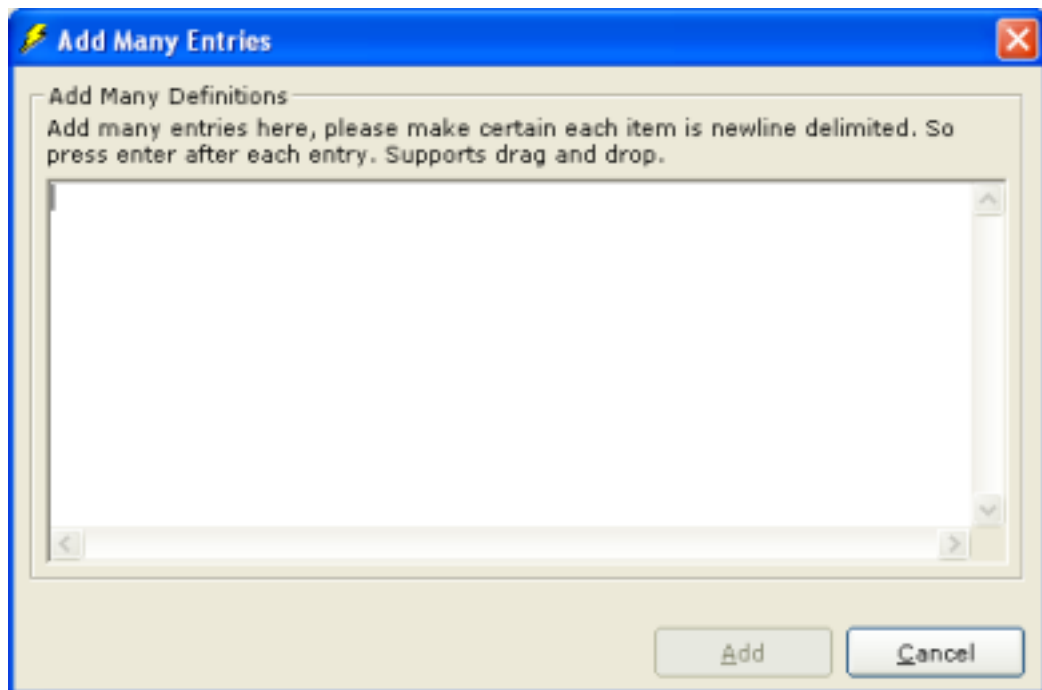 Add Many Entries
Add Many Definitions
Add many entries here, please make certain each item is newline delimited. So
press enter after each entry. Supports drag and drop.
Add
Cancel